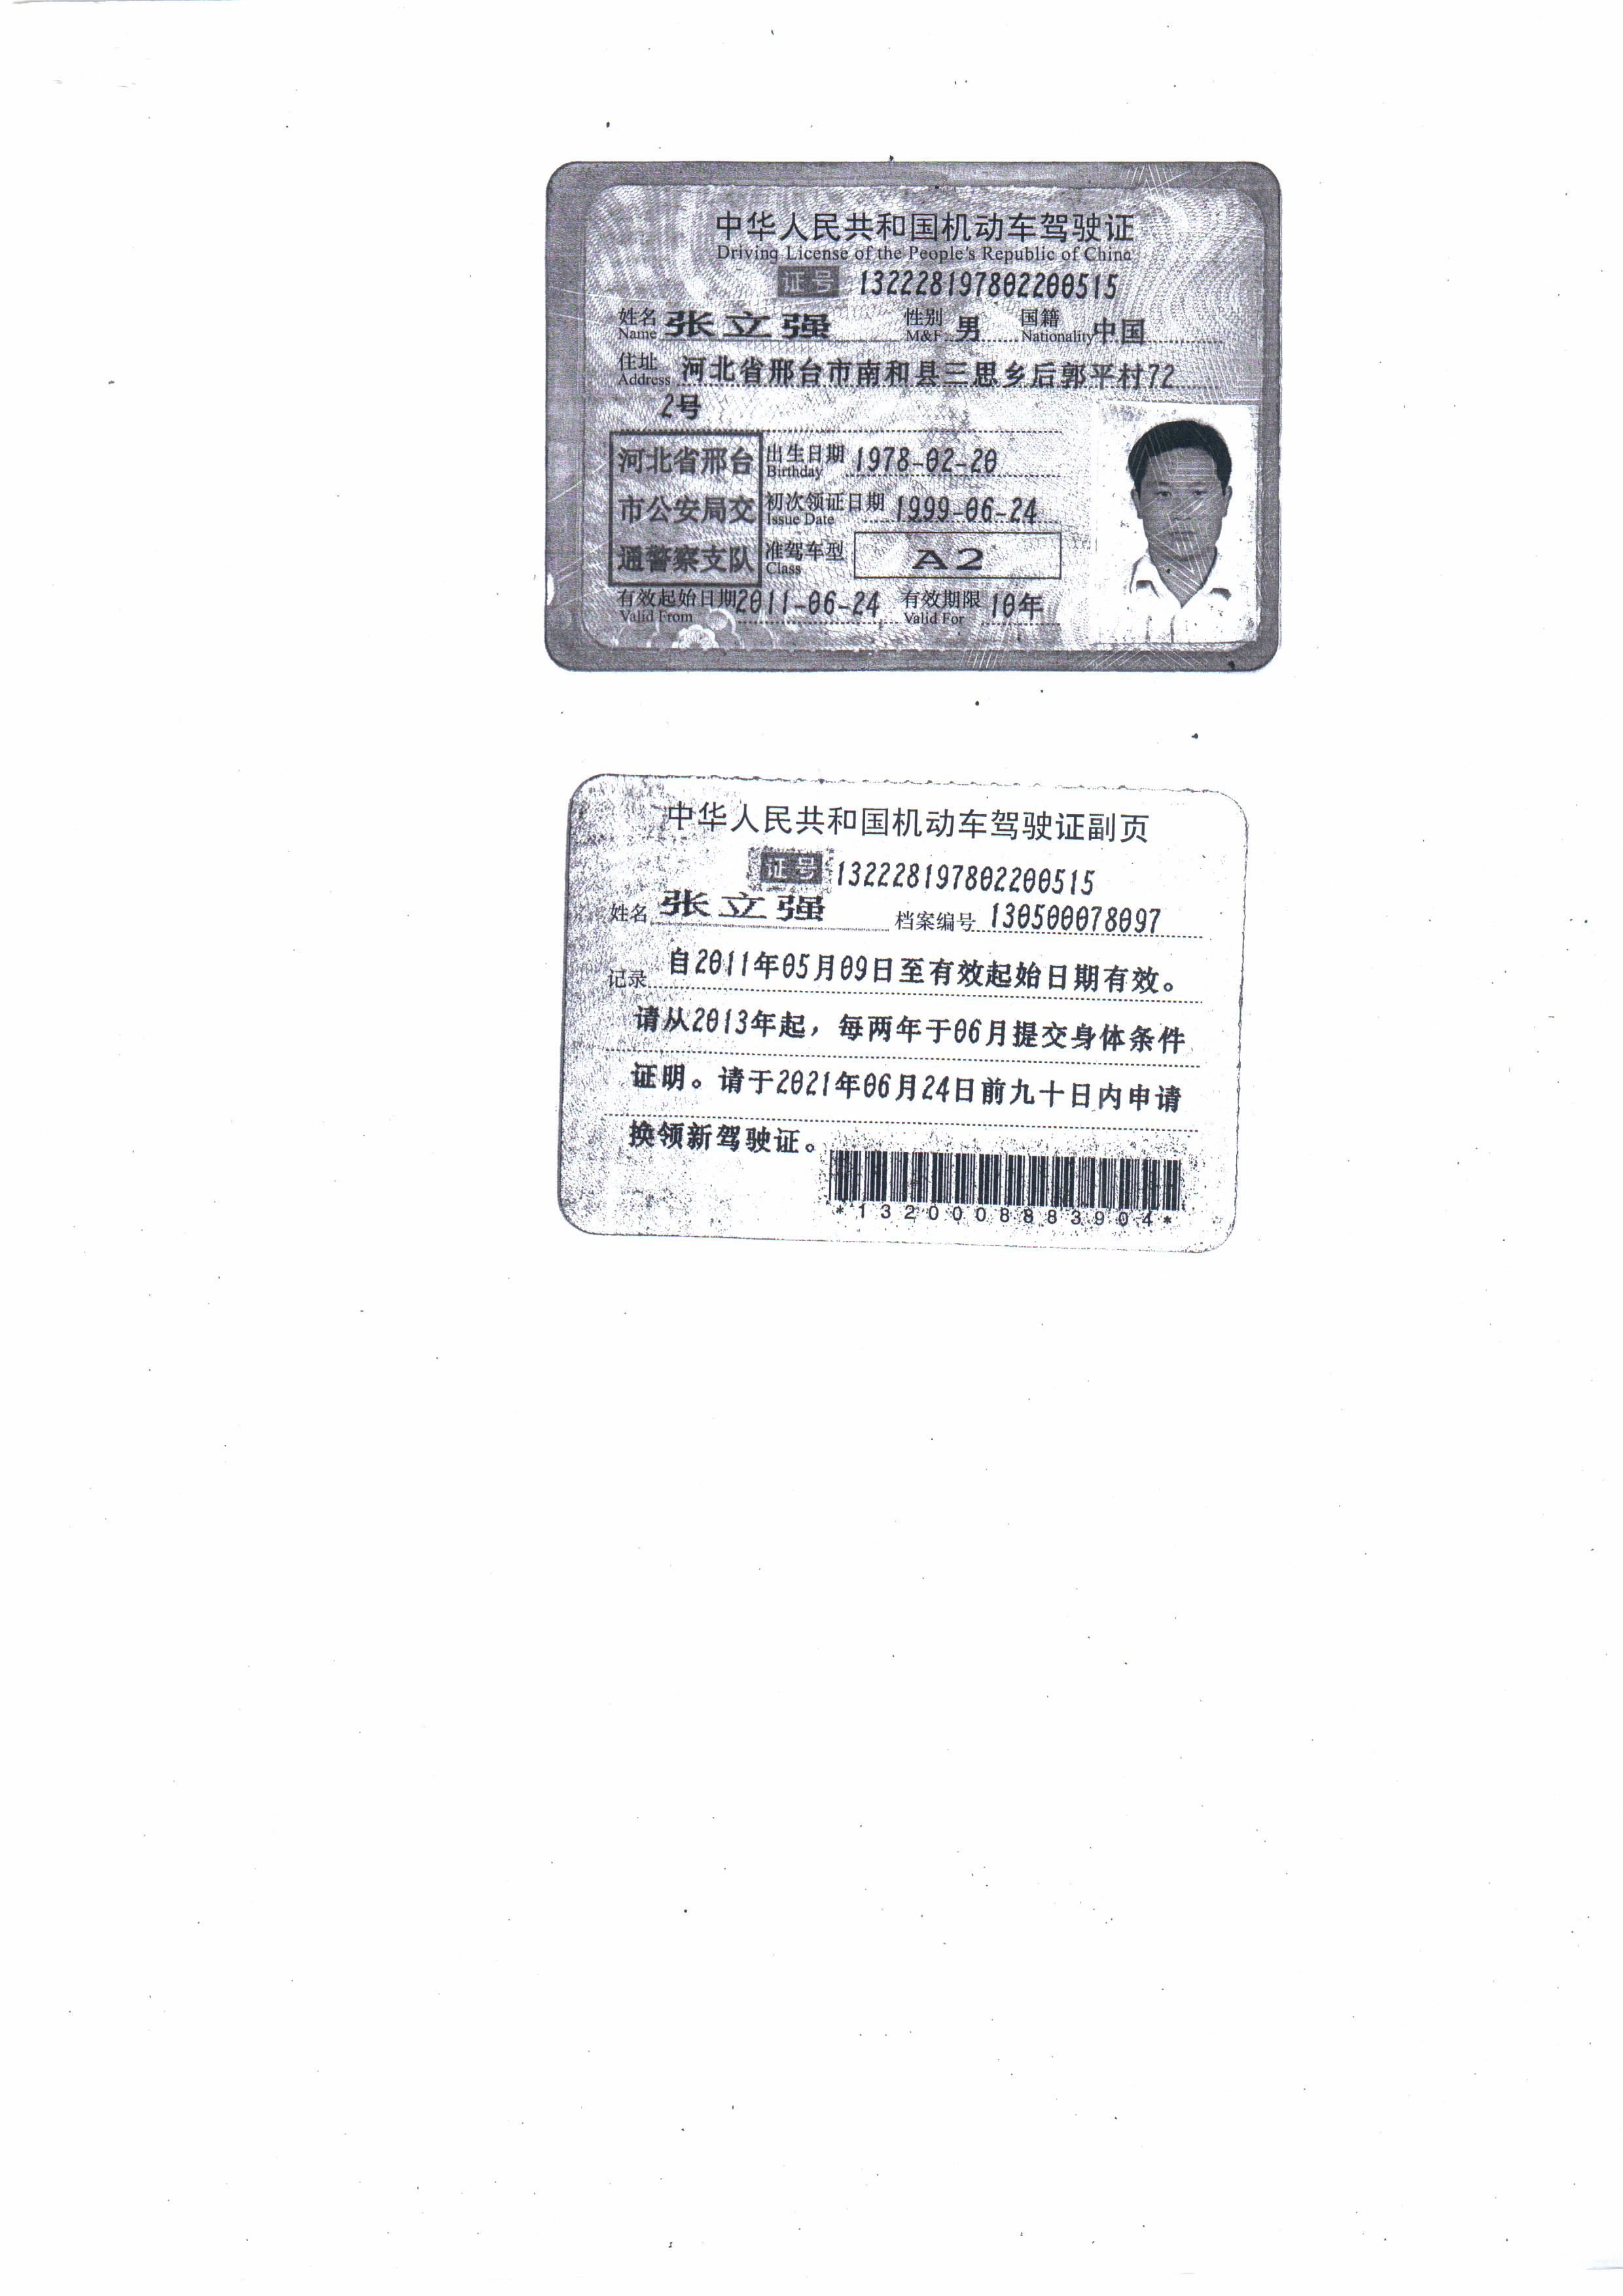 中华人民共和国机动车驾驶证
Driving License of the People's Republic of China
证号 132228197802200515
姓名 张立强 性别 男 国籍 中国
Name M&F Nationality
住址 河北省邢台市南和县三思乡后郭平村72
Address
2号
河北省邢台 出生日期 1978-02-20
Birthday
市公安局交 初次领证日期 1999-06-24
Issue Date
通警察支队 准驾车型 A2
Class
有效起始日期 2011-06-24 有效期限 10年
Valid From Valid For
中华人民共和国机动车驾驶证副页
证号 132228197802200515
姓名 张立强 档案编号 130500078097
记录 自2011年05月09日至有效起始日期有效。
请从2013年起，每两年于06月提交身体条件
证明。请于2021年06月24日前九十日内申请
换领新驾驶证。
*1320008883904*